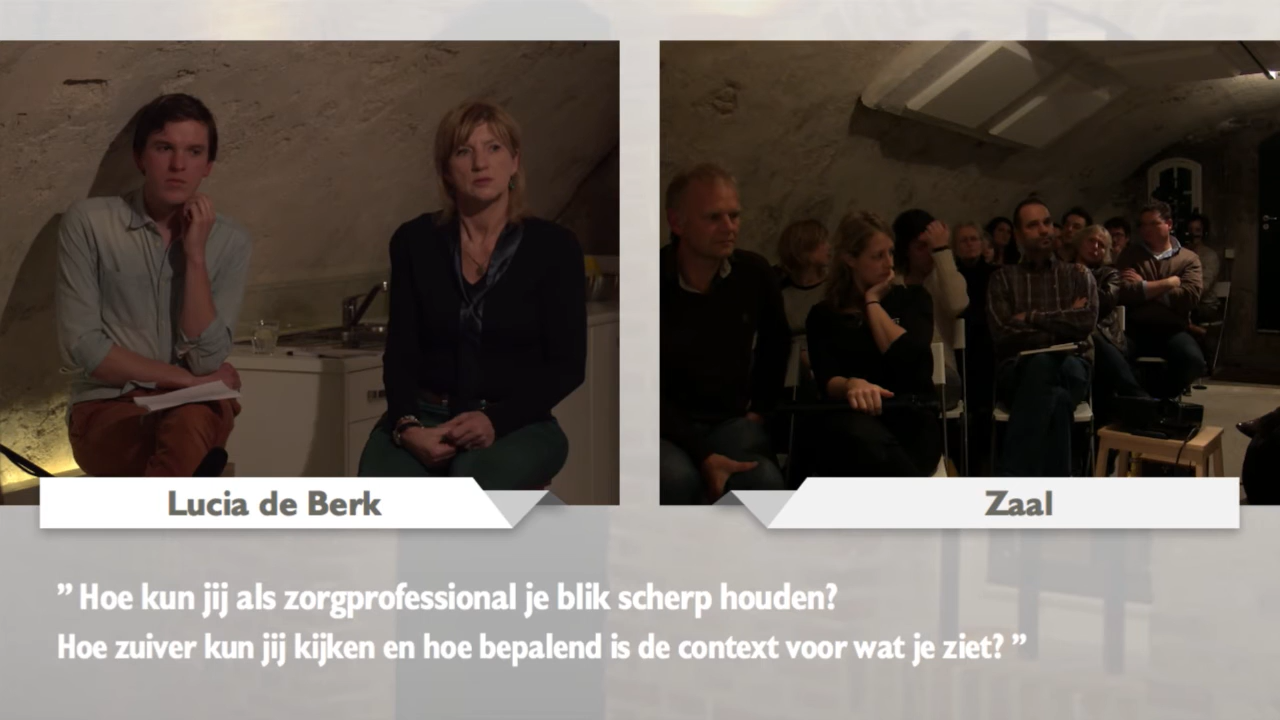 Lucia de Berk
Zaal
” Hoe kun jij als zorgprofessional je blik scherp houden?
Hoe zuiver kun jij kijken en hoe bepalend is de context voor wat je ziet? ”